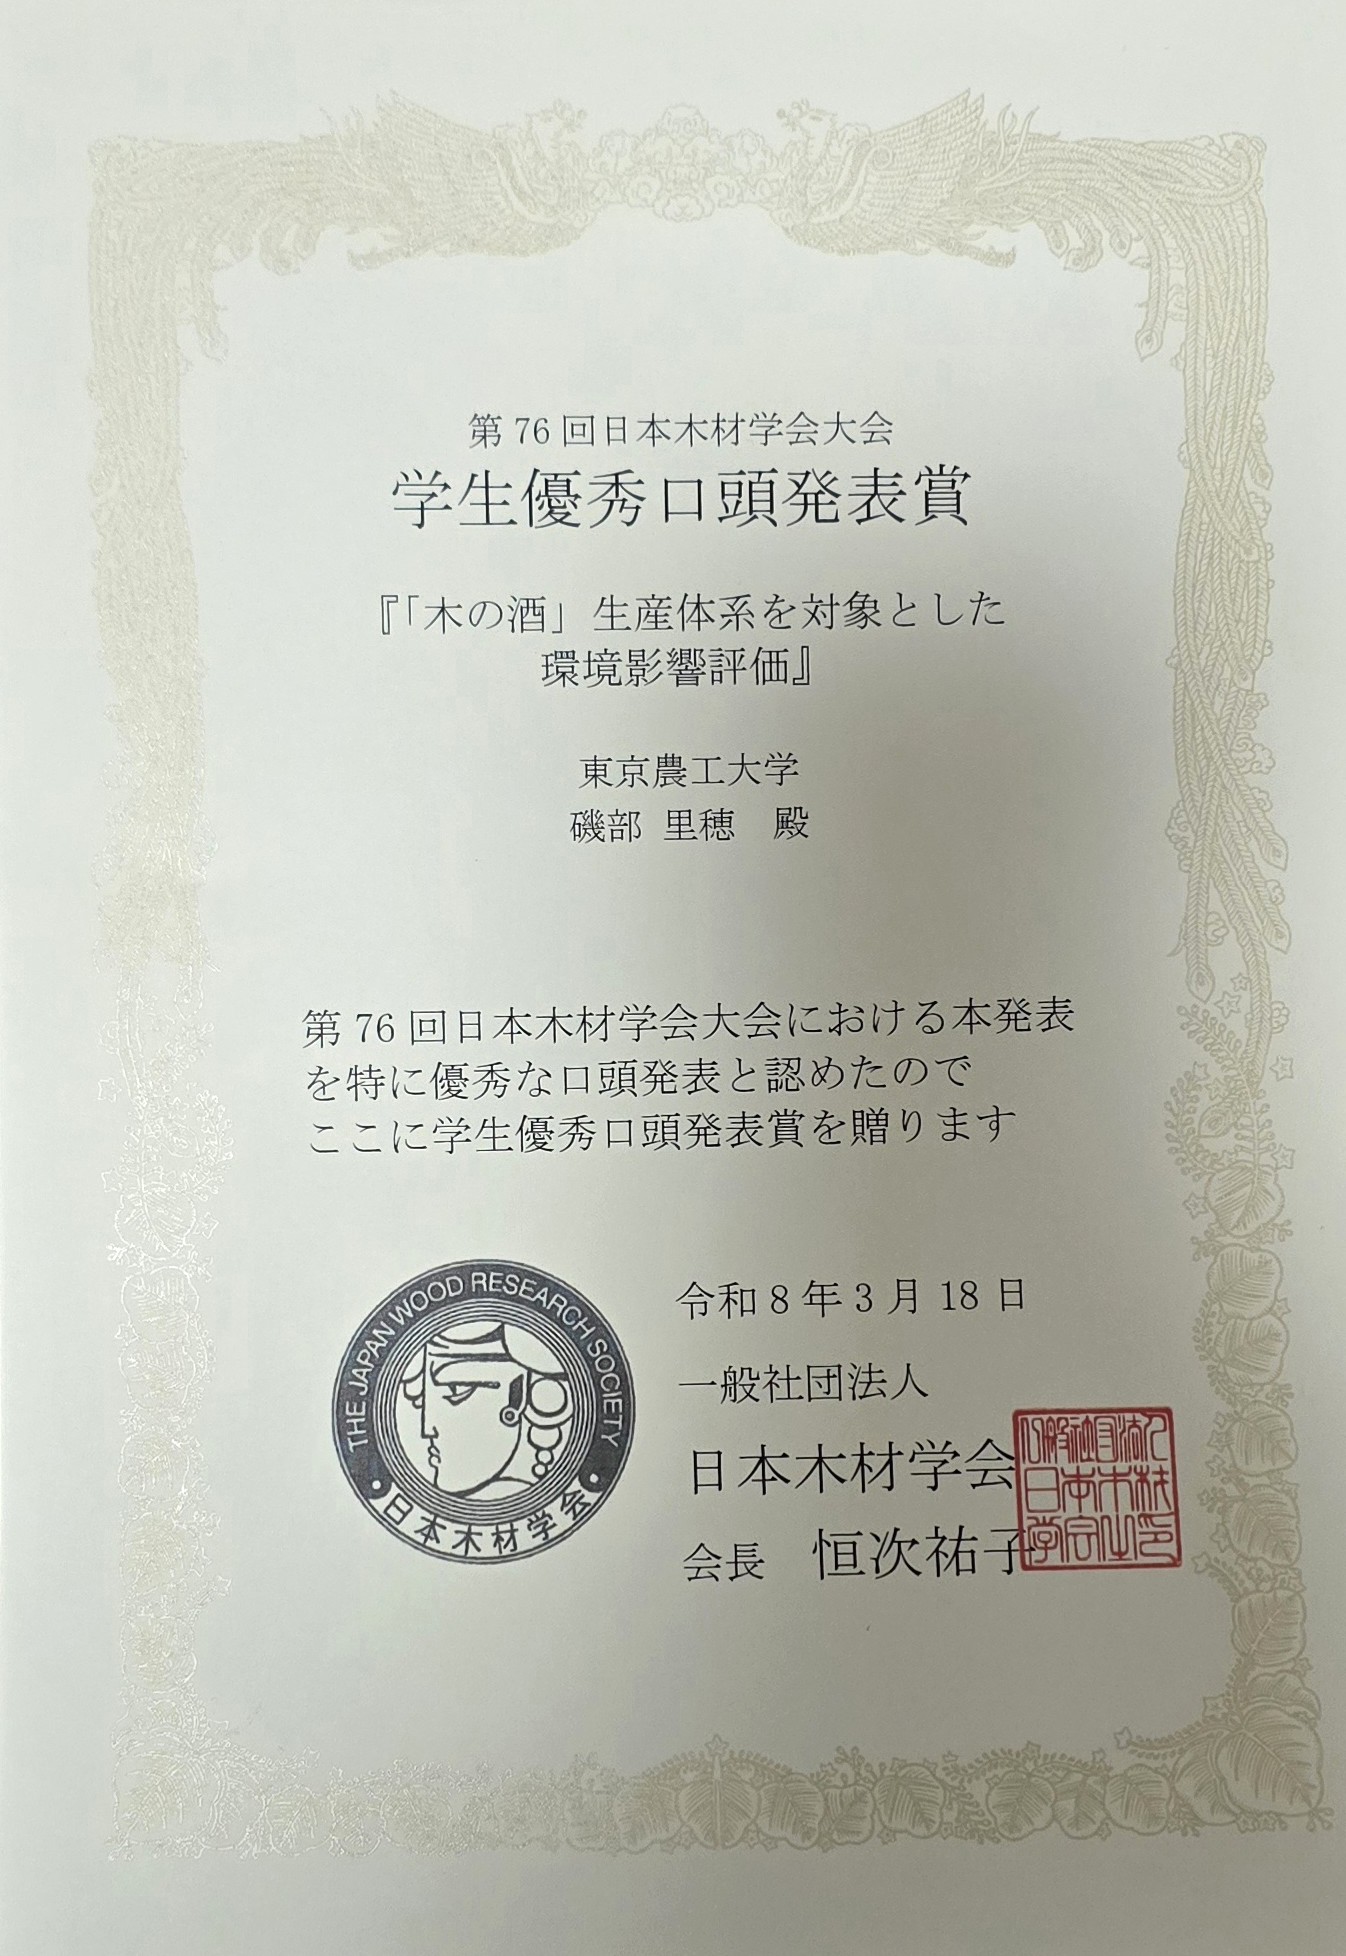 第76回日本木材学会大会
学生優秀口頭発表賞
『「木の酒」生産体系を対象とした
環境影響評価』
東京農工大学
磯部 里穂　殿
第76回日本木材学会大会における本発表
を特に優秀な口頭発表と認めたので
ここに学生優秀口頭発表賞を贈ります
THE JAPAN WOOD RESEARCH SOCIETY
・日本木材学会・
令和8年3月18日
一般社団法人
日本木材学会
会長　恒次祐子